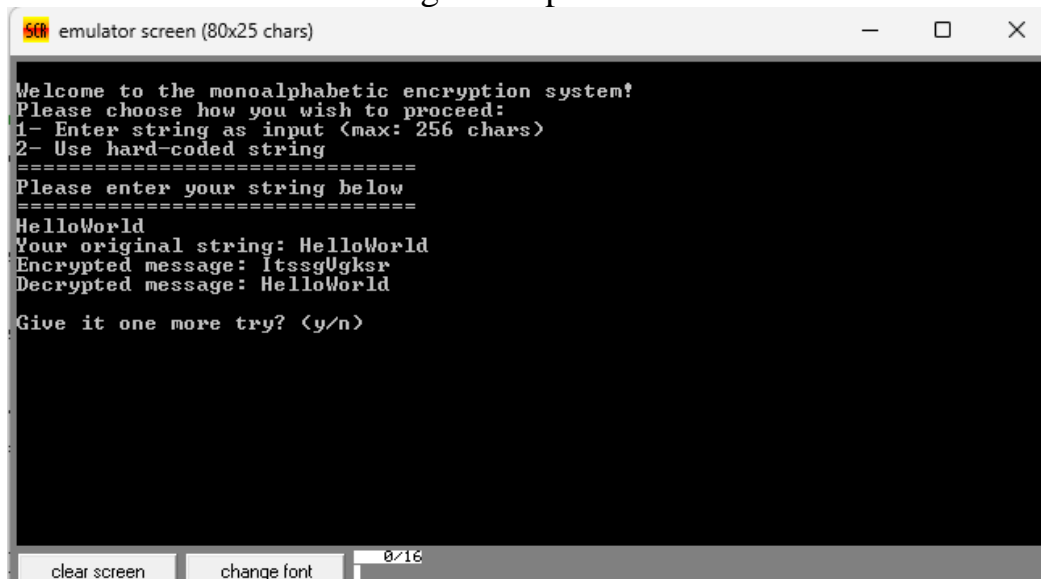 SCR emulator screen (80x25 chars)
Welcome to the monoalphabetic encryption system!
Please choose how you wish to proceed:
1- Enter string as input (max: 256 chars)
2- Use hard-coded string
===============================
Please enter your string below
===============================
HelloWorld
Your original string: HelloWorld
Encrypted message: ItssgVgksr
Decrypted message: HelloWorld
Give it one more try? (y/n)
0/16
clear screen change font